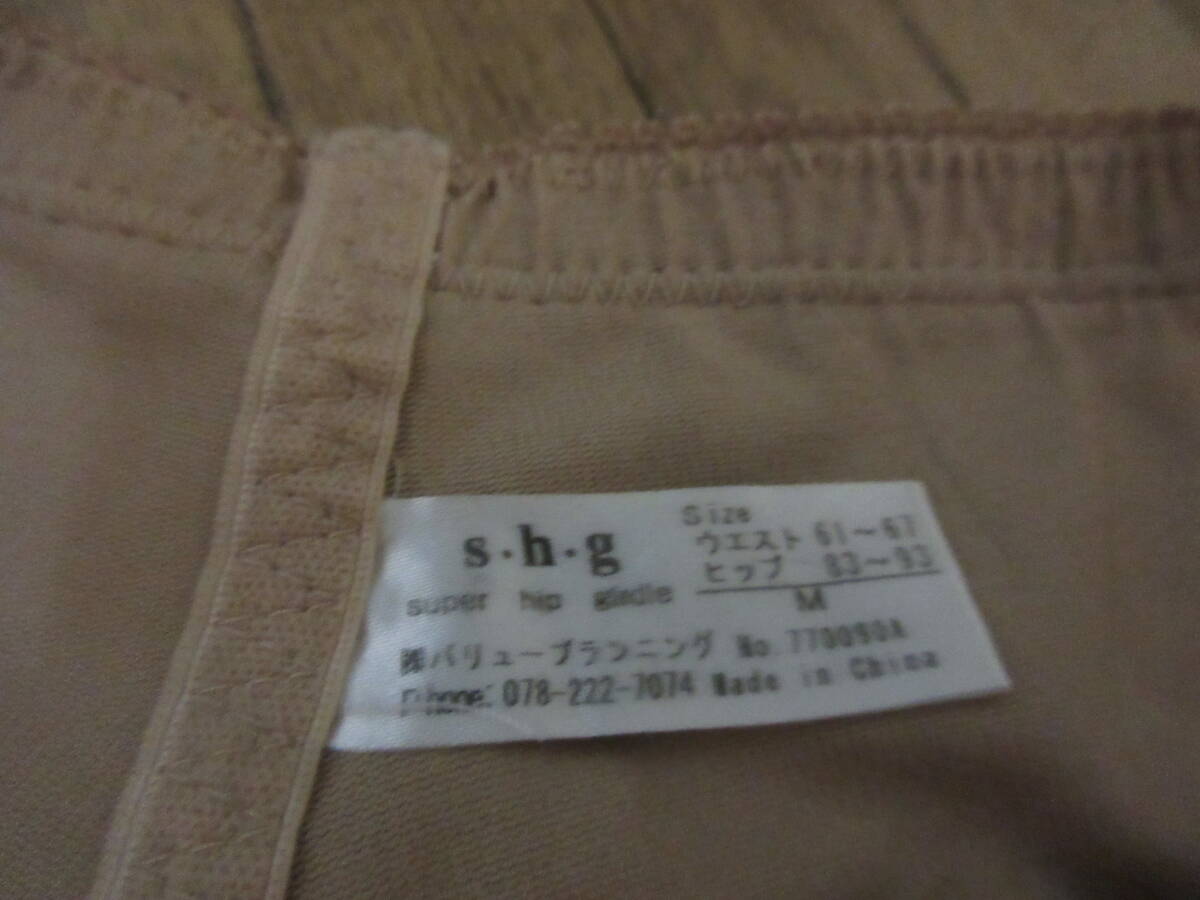 s・h・g
super hip gladle
Size
ウエスト 61〜67
ヒップ 83〜93
M
㈱バリュープランニング No. 770090A
Phone: 078-222-7074 Made in China